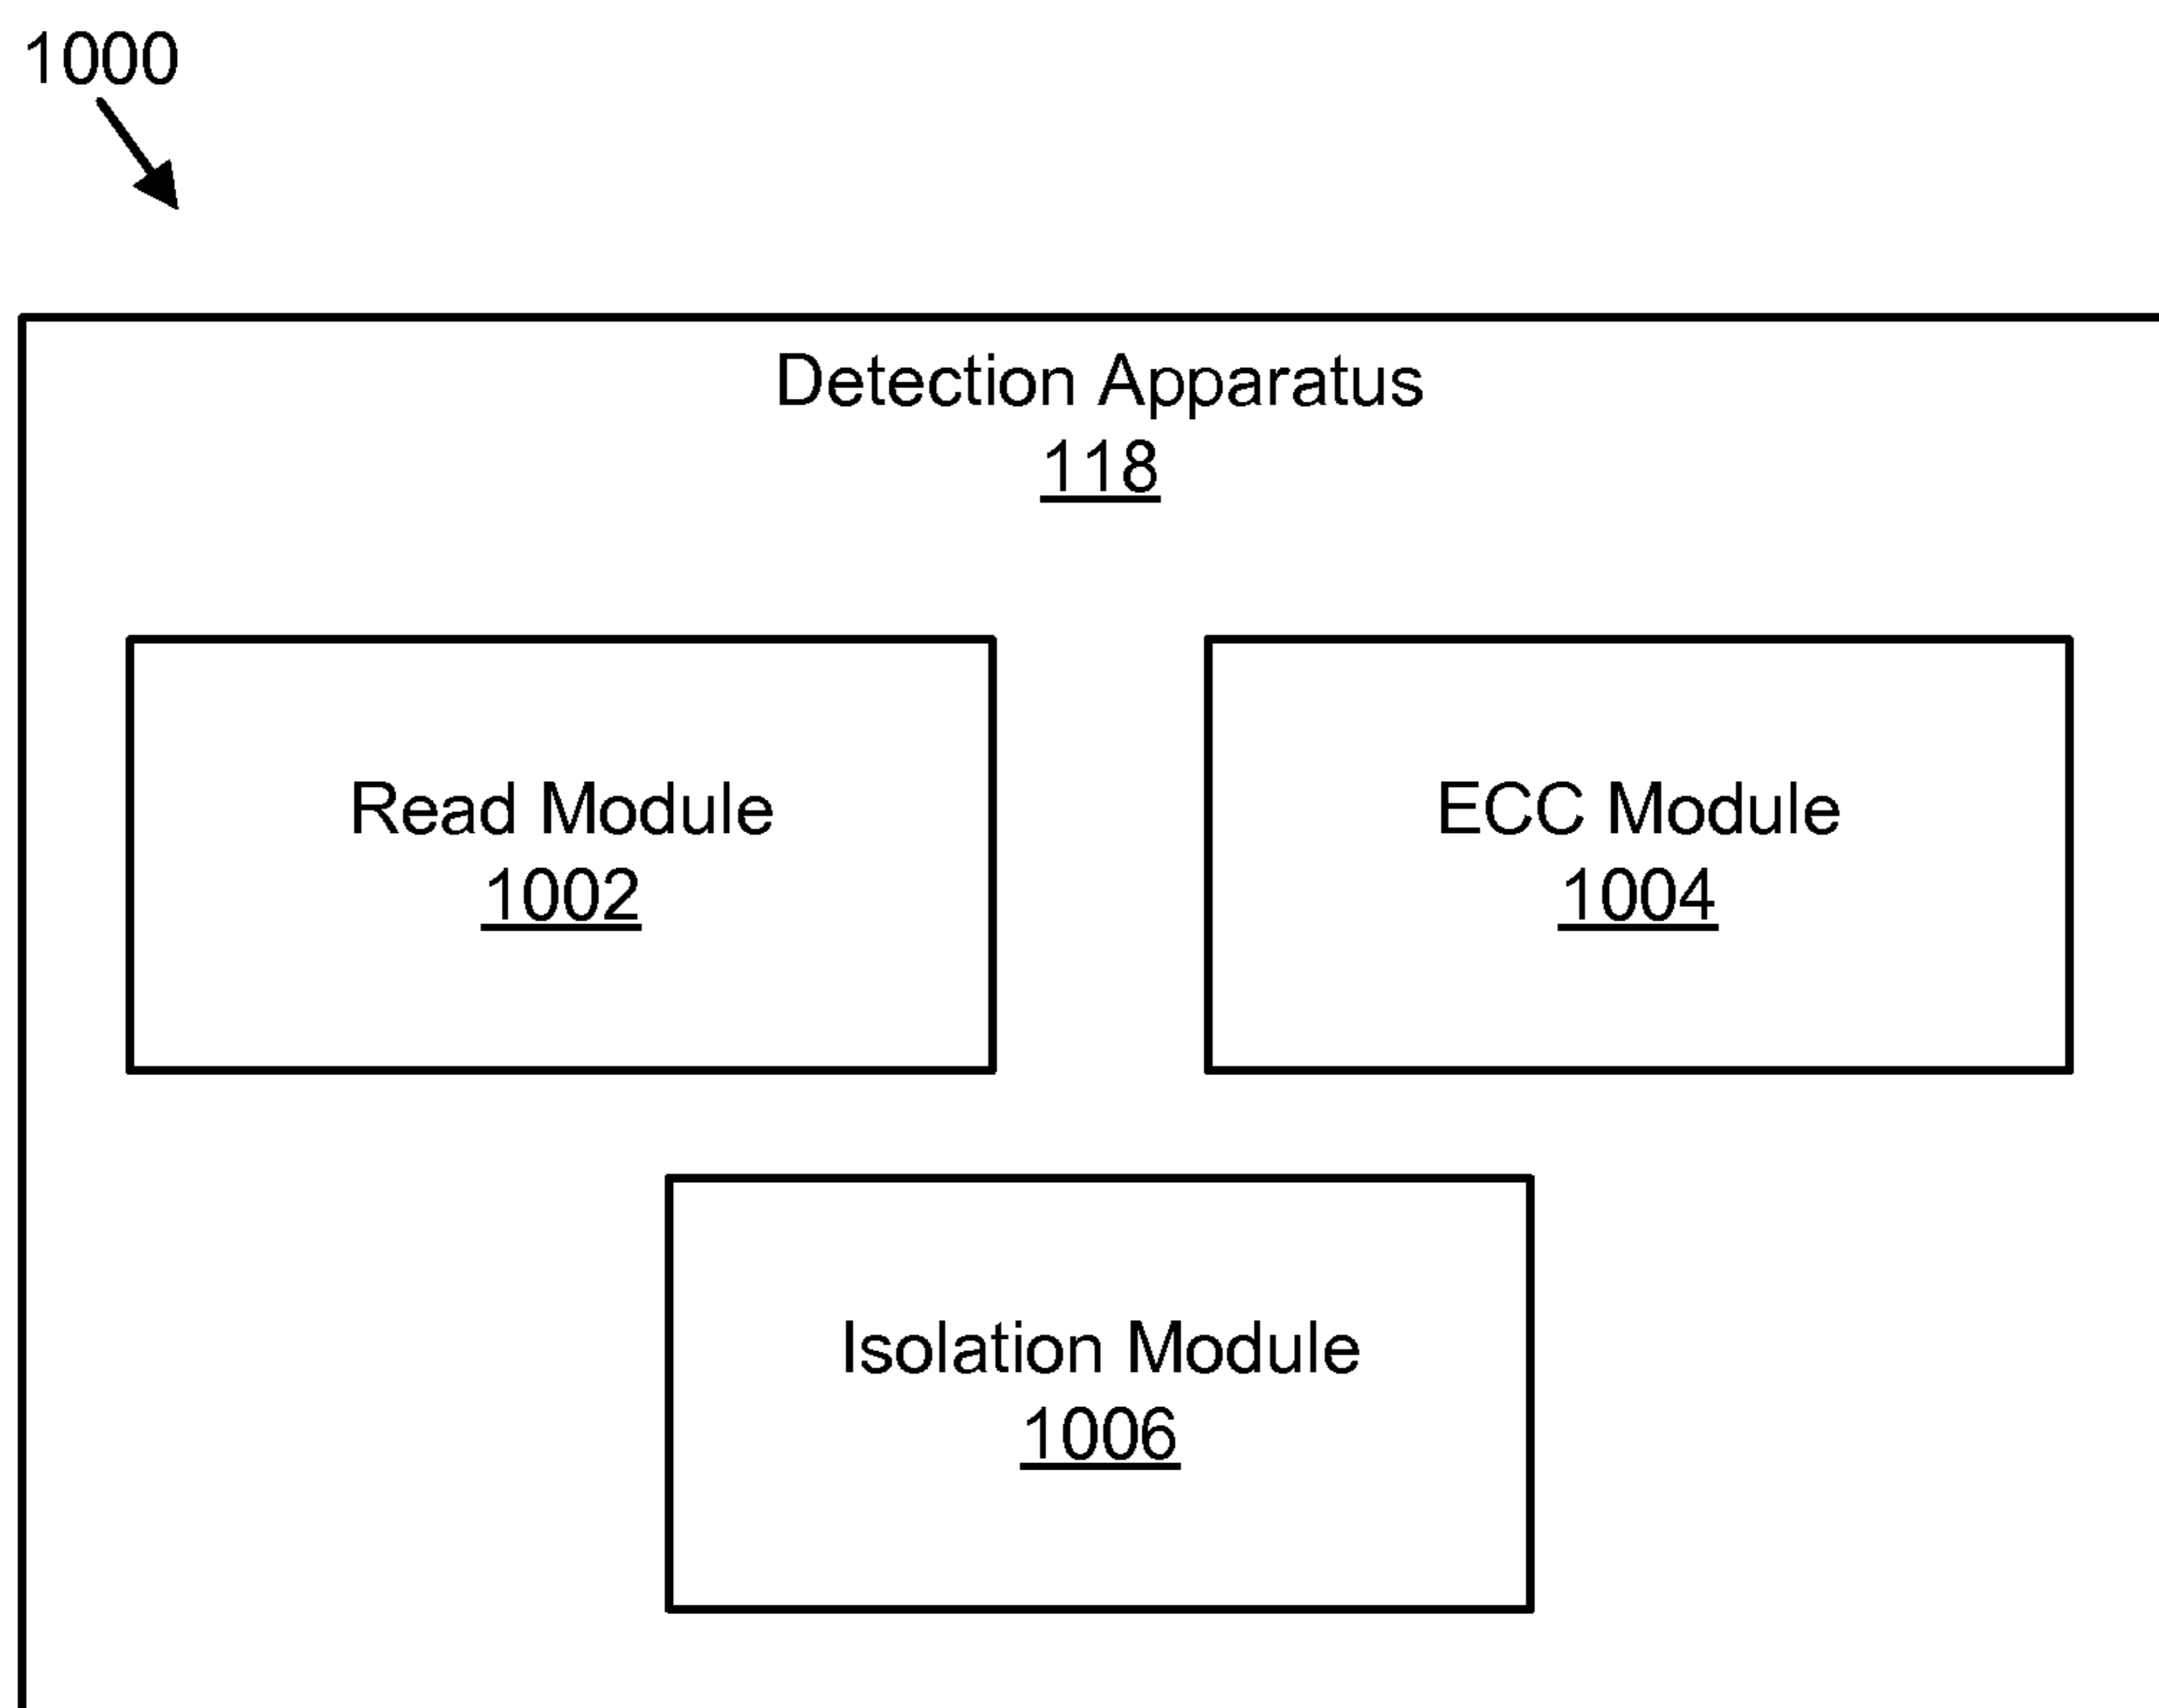 1000
Detection Apparatus
118
Read Module
1002
ECC Module
1004
Isolation Module
1006